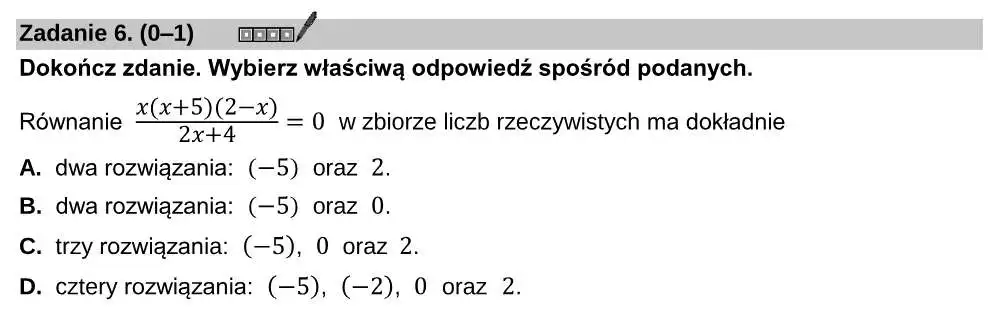 Zadanie 6. (0–1)
Dokończ zdanie. Wybierz właściwą odpowiedź spośród podanych.
Równanie x(x+5)(2−x)/2x+4 = 0 w zbiorze liczb rzeczywistych ma dokładnie
A. dwa rozwiązania: (−5) oraz 2.
B. dwa rozwiązania: (−5) oraz 0.
C. trzy rozwiązania: (−5), 0 oraz 2.
D. cztery rozwiązania: (−5), (−2), 0 oraz 2.